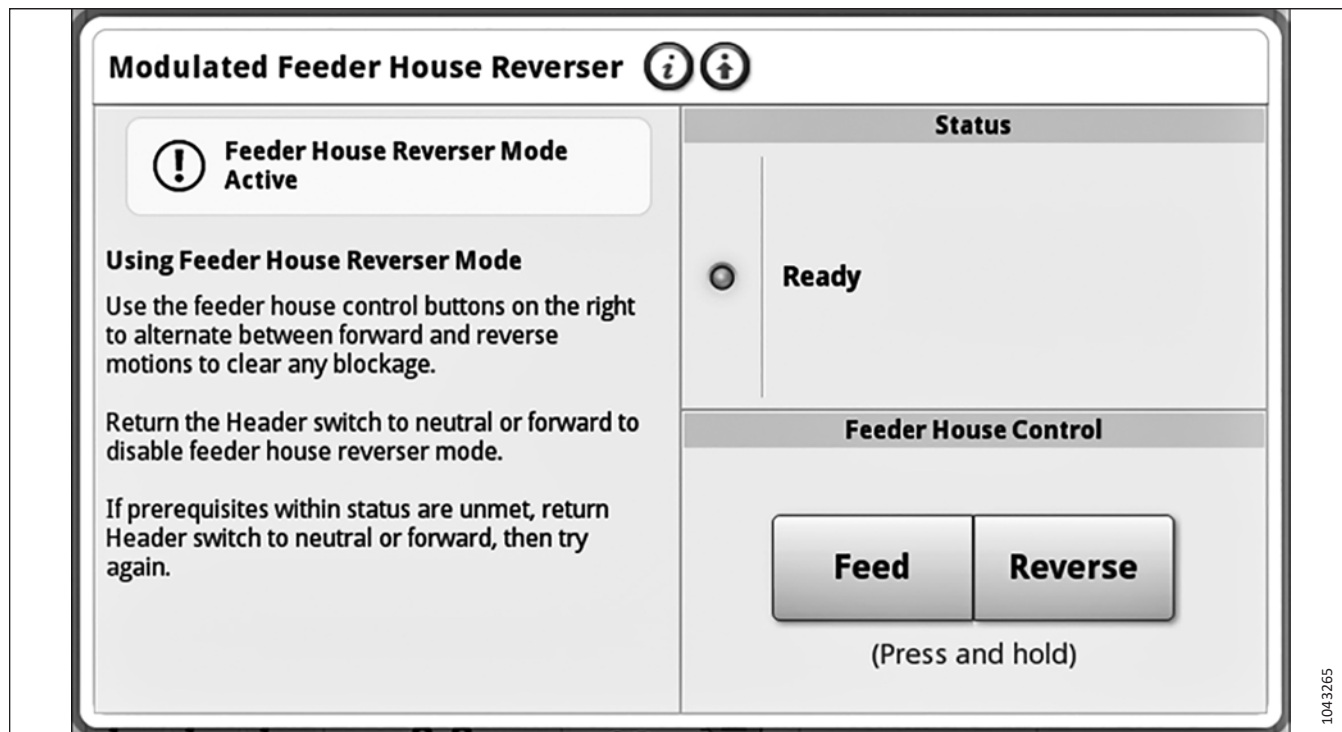 Modulated Feeder House Reverser
Feeder House Reverser Mode
Active
Using Feeder House Reverser Mode
Use the feeder house control buttons on the right
to alternate between forward and reverse
motions to clear any blockage.
Return the Header switch to neutral or forward to
disable feeder house reverser mode.
If prerequisites within status are unmet, return
Header switch to neutral or forward, then try
again.
Status
Ready
Feeder House Control
Feed
Reverse
(Press and hold)
1043265